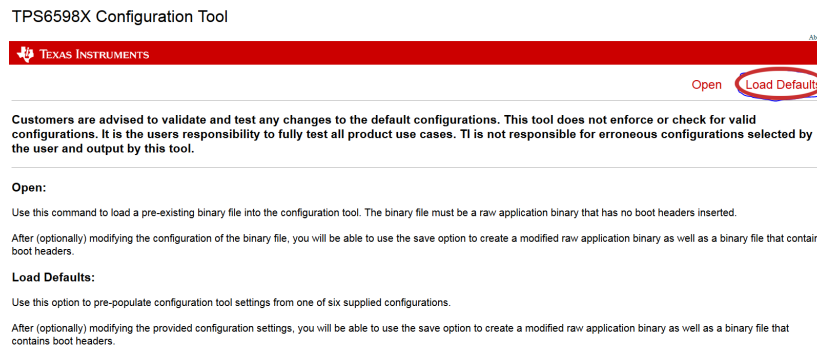 TPS6598X Configuration Tool
Ab
TEXAS INSTRUMENTS
Open Load Defaults
Customers are advised to validate and test any changes to the default configurations. This tool does not enforce or check for valid
configurations. It is the users responsibility to fully test all product use cases. TI is not responsible for erroneous configurations selected by
the user and output by this tool.
Open:
Use this command to load a pre-existing binary file into the configuration tool. The binary file must be a raw application binary that has no boot headers inserted.
After (optionally) modifying the configuration of the binary file, you will be able to use the save option to create a modified raw application binary as well as a binary file that contain
boot headers.
Load Defaults:
Use this option to pre-populate configuration tool settings from one of six supplied configurations.
After (optionally) modifying the provided configuration settings, you will be able to use the save option to create a modified raw application binary as well as a binary file that
contains boot headers.